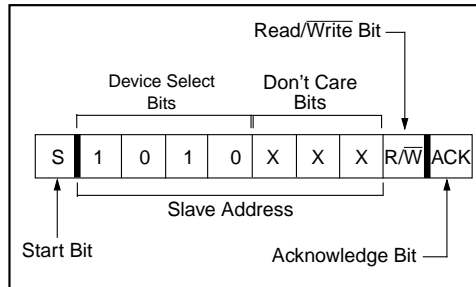 Read/Write Bit
Device Select Bits
Don't Care Bits
S 1 0 1 0 X X X R/W ACK
Slave Address
Start Bit
Acknowledge Bit